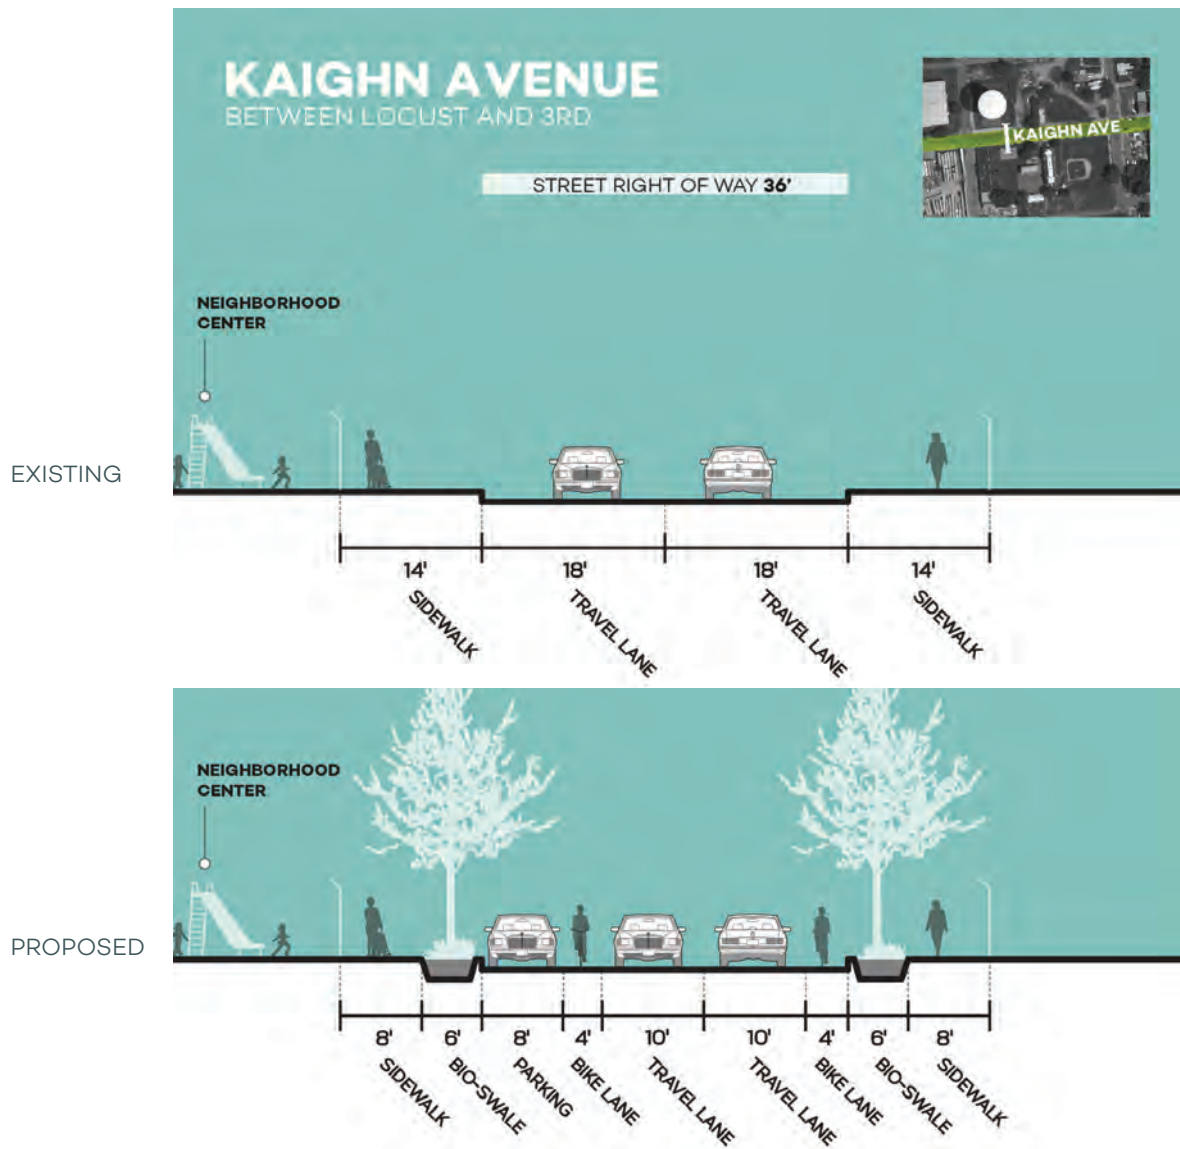 KAIGHN AVENUE
BETWEEN LOCUST AND 3RD
KAIGHN AVE
STREET RIGHT OF WAY 36'
NEIGHBORHOOD
CENTER
EXISTING
14'
18'
18'
14'
SIDEWALK
TRAVEL LANE
TRAVEL LANE
SIDEWALK
NEIGHBORHOOD
CENTER
PROPOSED
8'
6'
8'
4'
10'
10'
4'
6'
8'
SIDEWALK
BIO-SWALE
PARKING
BIKE LANE
TRAVEL LANE
TRAVEL LANE
BIKE LANE
BIO-SWALE
SIDEWALK